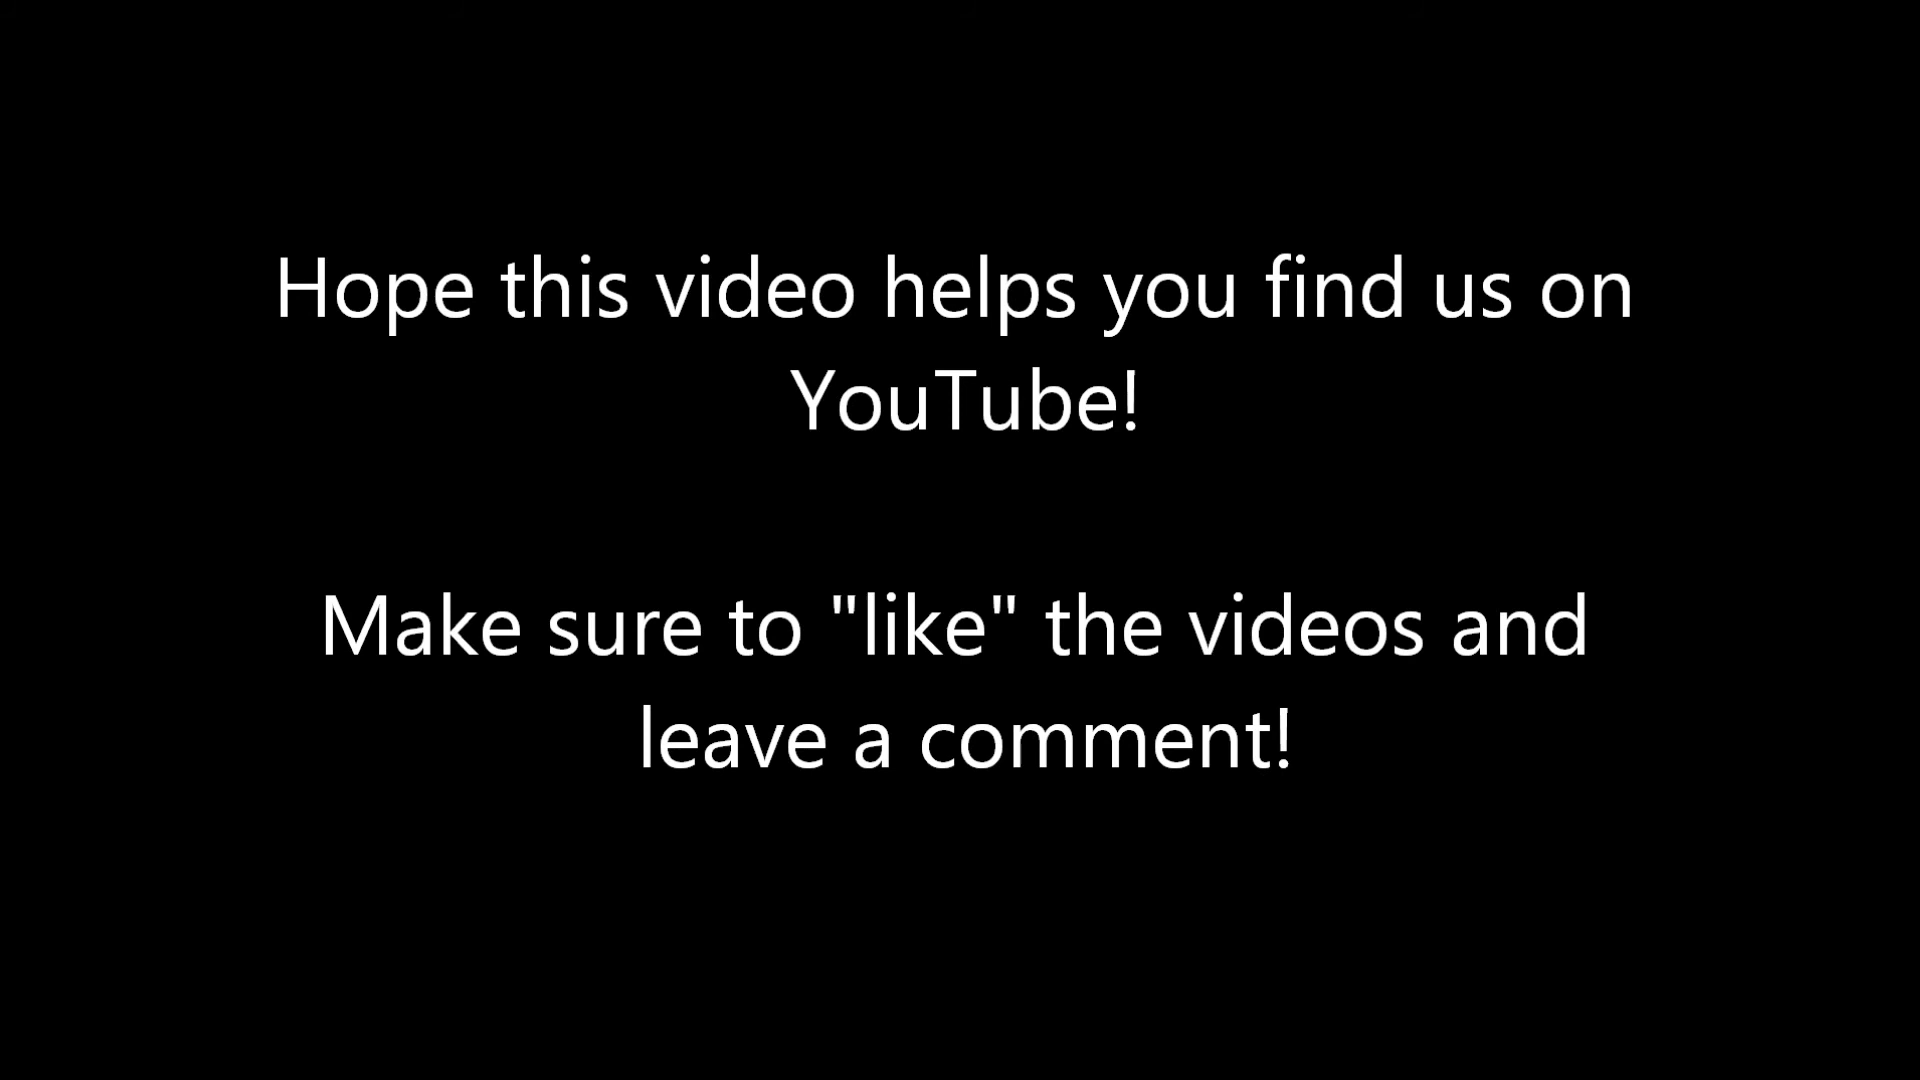 Hope this video helps you find us on
YouTube!
Make sure to "like" the videos and
leave a comment!